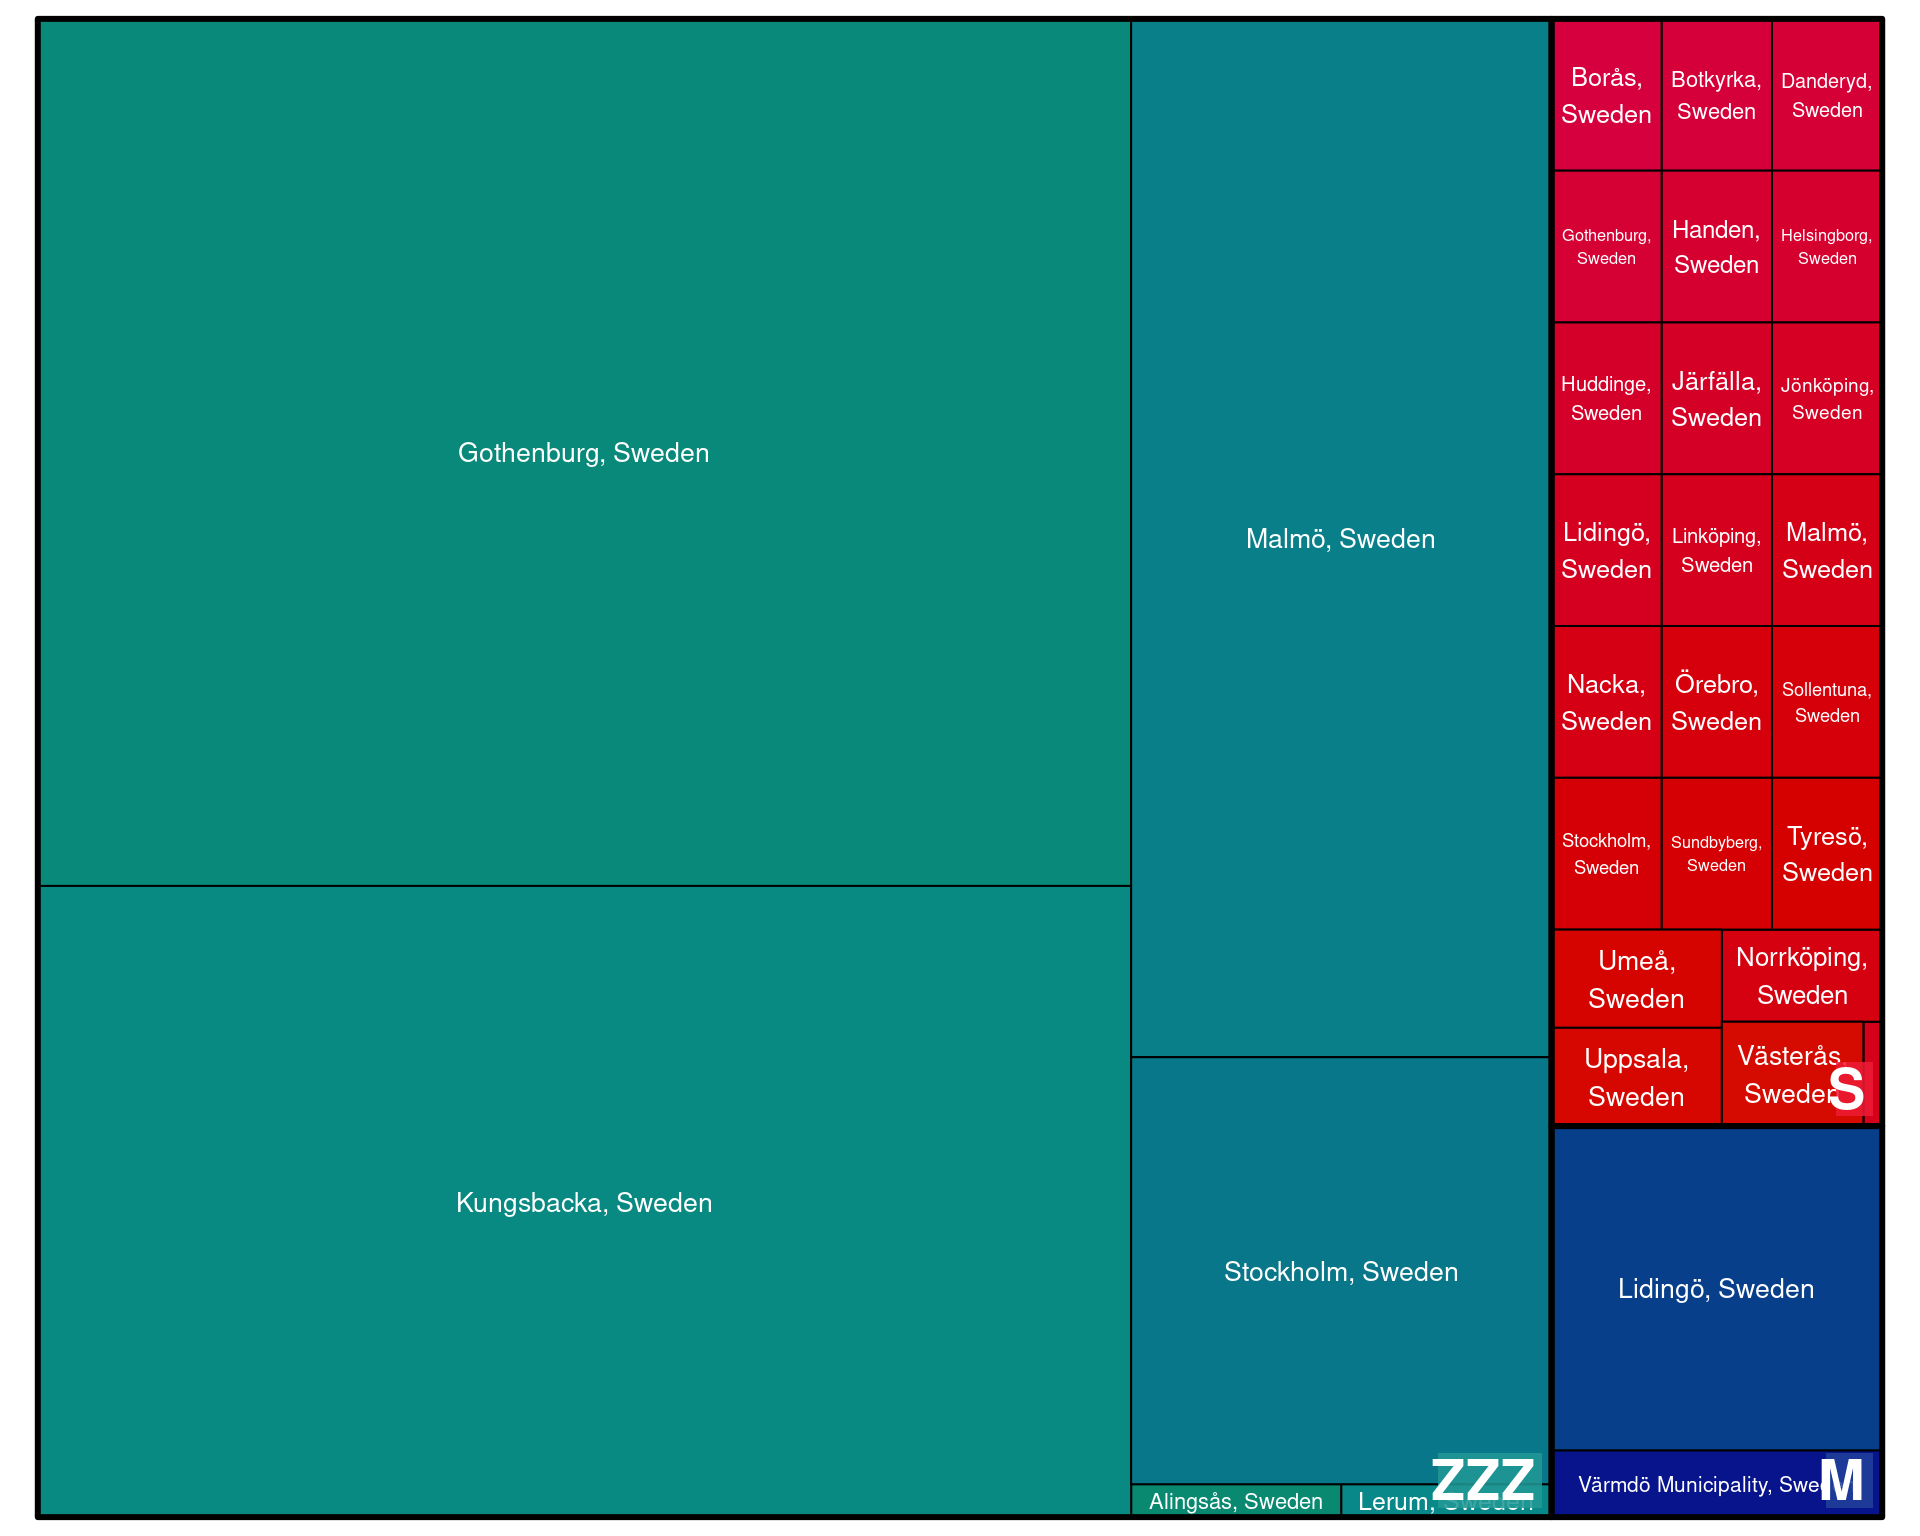 Gothenburg, Sweden
Kungsbacka, Sweden
Malmö, Sweden
Stockholm, Sweden
Alingsås, Sweden
Lerum, Sweden
ZZZ
Borås,
Sweden
Botkyrka,
Sweden
Danderyd,
Sweden
Gothenburg,
Sweden
Handen,
Sweden
Helsingborg,
Sweden
Huddinge,
Sweden
Järfälla,
Sweden
Jönköping,
Sweden
Lidingö,
Sweden
Linköping,
Sweden
Malmö,
Sweden
Nacka,
Sweden
Örebro,
Sweden
Sollentuna,
Sweden
Stockholm,
Sweden
Sundbyberg,
Sweden
Tyresö,
Sweden
Umeå,
Sweden
Norrköping,
Sweden
Uppsala,
Sweden
Västerås,
Sweden
S
Lidingö, Sweden
Värmdö Municipality, Sweden
M